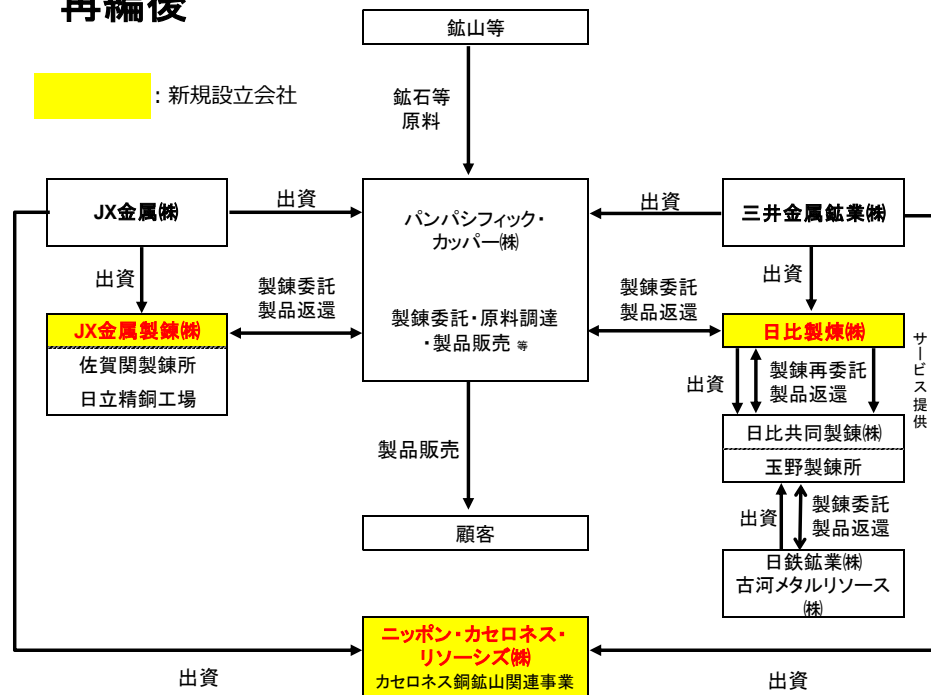 再編後
：新規設立会社
鉱山等
鉱石等
原料
JX金属㈱
出資
パンパシフィック・
カッパー㈱
製錬委託・原料調達
・製品販売 等
出資
三井金属鉱業㈱
出資
製錬委託
製品返還
製錬委託
製品返還
出資
JX金属製錬㈱
佐賀関製錬所
日立精銅工場
日比製煉㈱
サービス提供
出資
製錬再委託
製品返還
日比共同製錬㈱
玉野製錬所
製品販売
出資
製錬委託
製品返還
顧客
日鉄鉱業㈱
古河メタルリソース
㈱
ニッポン・カセロネス・
リソーシズ㈱
カセロネス銅鉱山関連事業
出資
出資